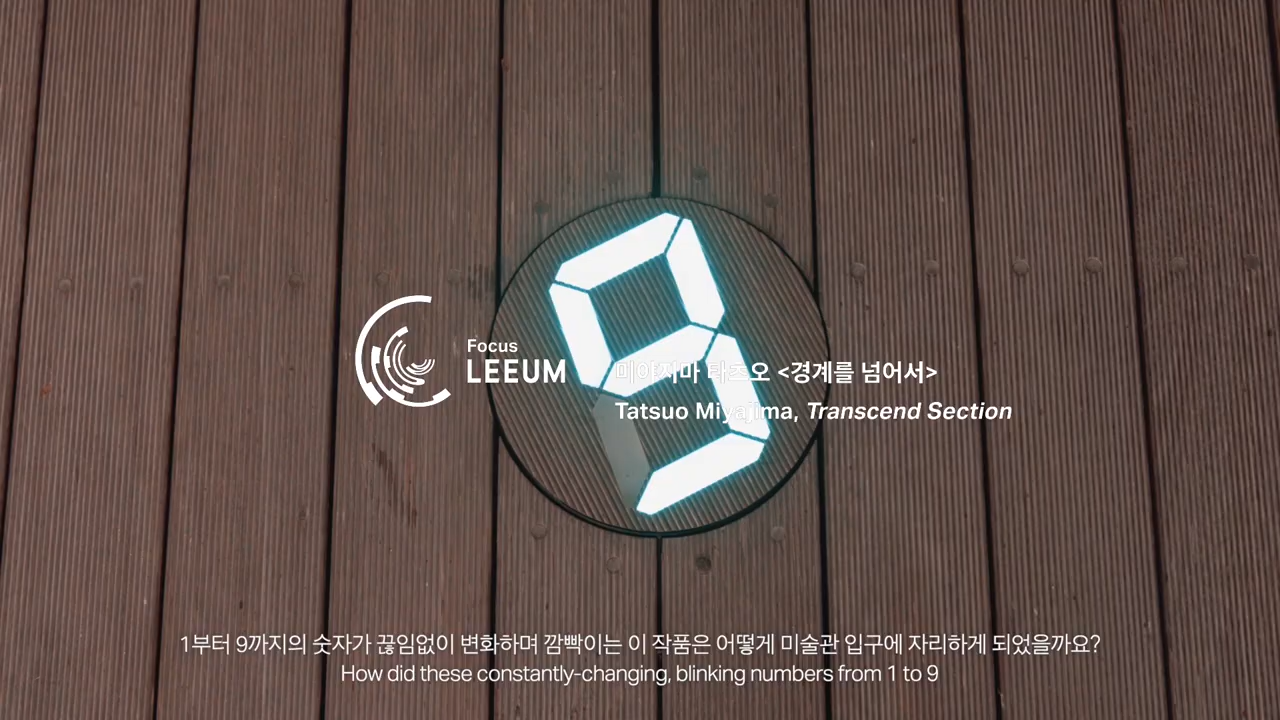 9
Focus
LEEUM
미야지마 타츠오 <경계를 넘어서>
Tatsuo Miyajima, Transcend Section
1부터 9까지의 숫자가 끊임없이 변화하며 깜빡이는 이 작품은 어떻게 미술관 입구에 자리하게 되었을까요?
How did these constantly-changing, blinking numbers from 1 to 9